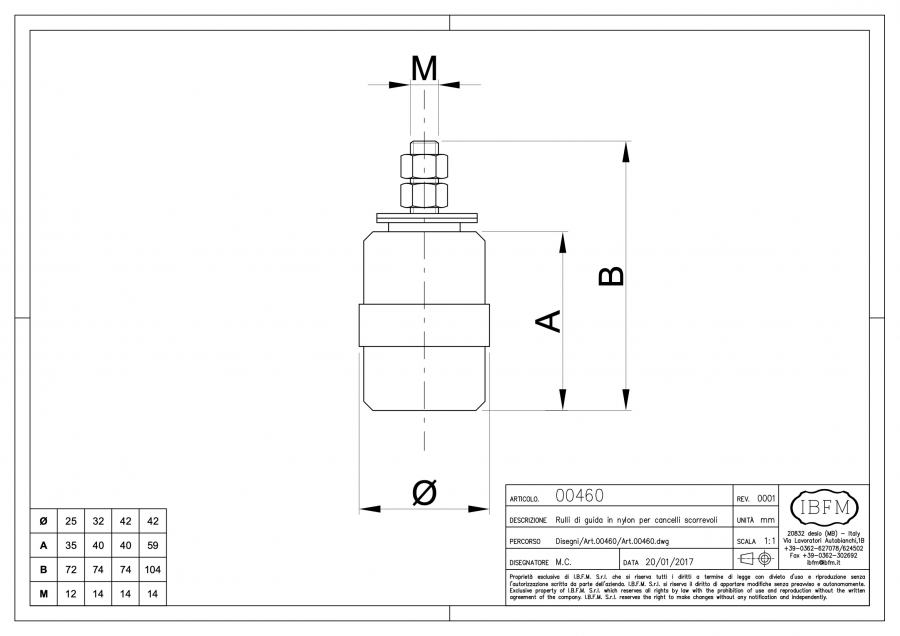 M
B
A
Ø
Ø 25 32 42 42
A 35 40 40 59
B 72 74 74 104
M 12 14 14 14
ARTICOLO. 00460 REV. 0001
DESCRIZIONE Rulli di guida in nylon per cancelli scorrevoli UNITÀ mm
PERCORSO Disegni/Art.00460/Art.00460.dwg SCALA 1:1
DISEGNATORE M.C. DATA 20/01/2017
IBFM
20832 desio (MB) – Italy
Via Lavoratori Autobianchi,1B
+39-0362-627078/624502
Fax +39-0362-302692
ibfm@ibfm.it
Proprietà esclusiva di I.B.F.M. S.r.l. che si riserva tutti i diritti a termine di legge con divieto d'uso e riproduzione senza
l'autorizzazione scritta da parte dell'azienda. I.B.F.M. S.r.l. si riserva il diritto di apportare modifiche senza preavviso e autonomamente.
Exclusive property of I.B.F.M. S.r.l. which reserves all rights by law with the prohibition of use and reproduction without the written
agreement of the company. I.B.F.M. S.r.l. reserves the right to make changes without any notification and independently.